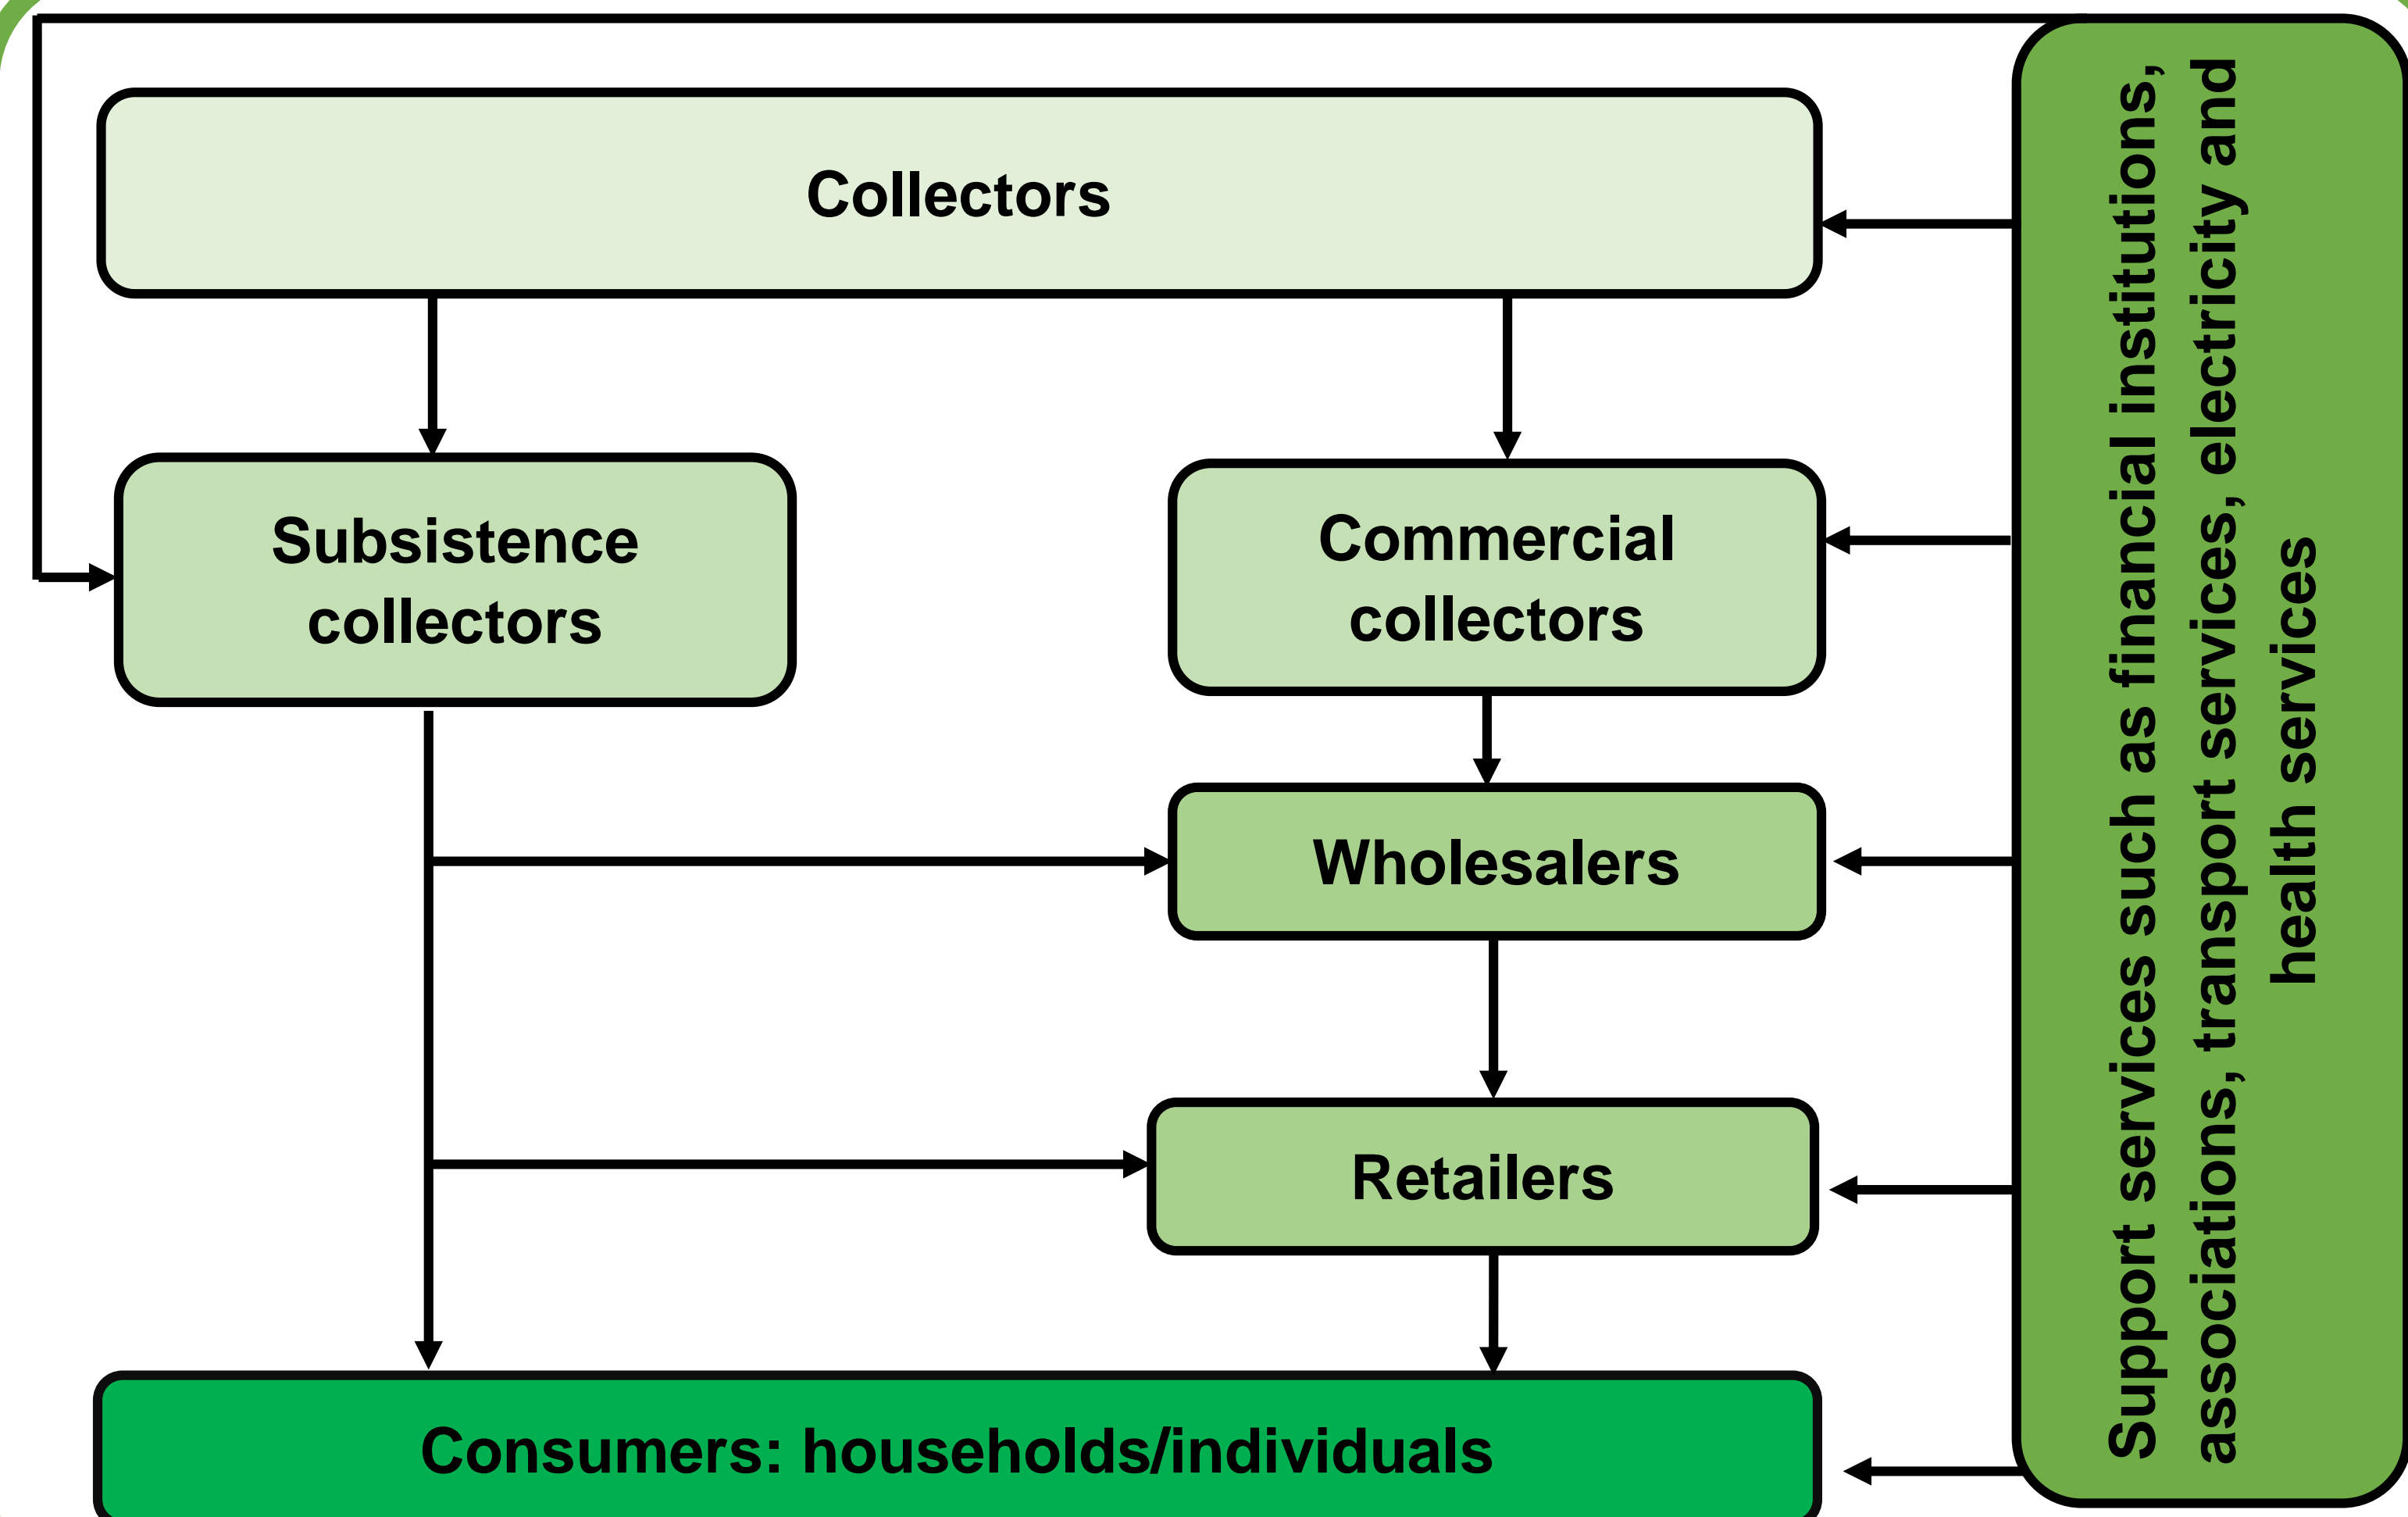 Collectors
Subsistence
collectors
Commercial
collectors
Wholesalers
Retailers
Consumers: households/individuals
Support services such as financial institutions,
associations, transport services, electricity and
health services